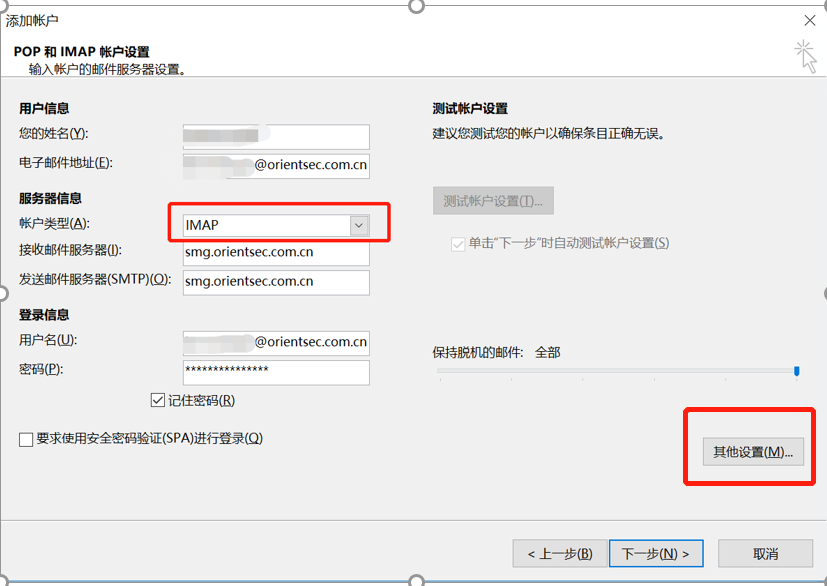 添加帐户
POP 和 IMAP 帐户设置
输入帐户的邮件服务器设置。
用户信息
您的姓名(Y):
电子邮件地址(E):
@orientsec.com.cn
服务器信息
帐户类型(A):
IMAP
接收邮件服务器(I):
smg.orientsec.com.cn
发送邮件服务器(SMTP)(O):
smg.orientsec.com.cn
登录信息
用户名(U):
@orientsec.com.cn
密码(P):
***************
记住密码(R)
要求使用安全密码验证(SPA)进行登录(Q)
测试帐户设置
建议您测试您的帐户以确保条目正确无误。
测试帐户设置(T)...
单击"下一步"时自动测试帐户设置(S)
保持脱机的邮件: 全部
其他设置(M)...
< 上一步(B)
下一步(N) >
取消